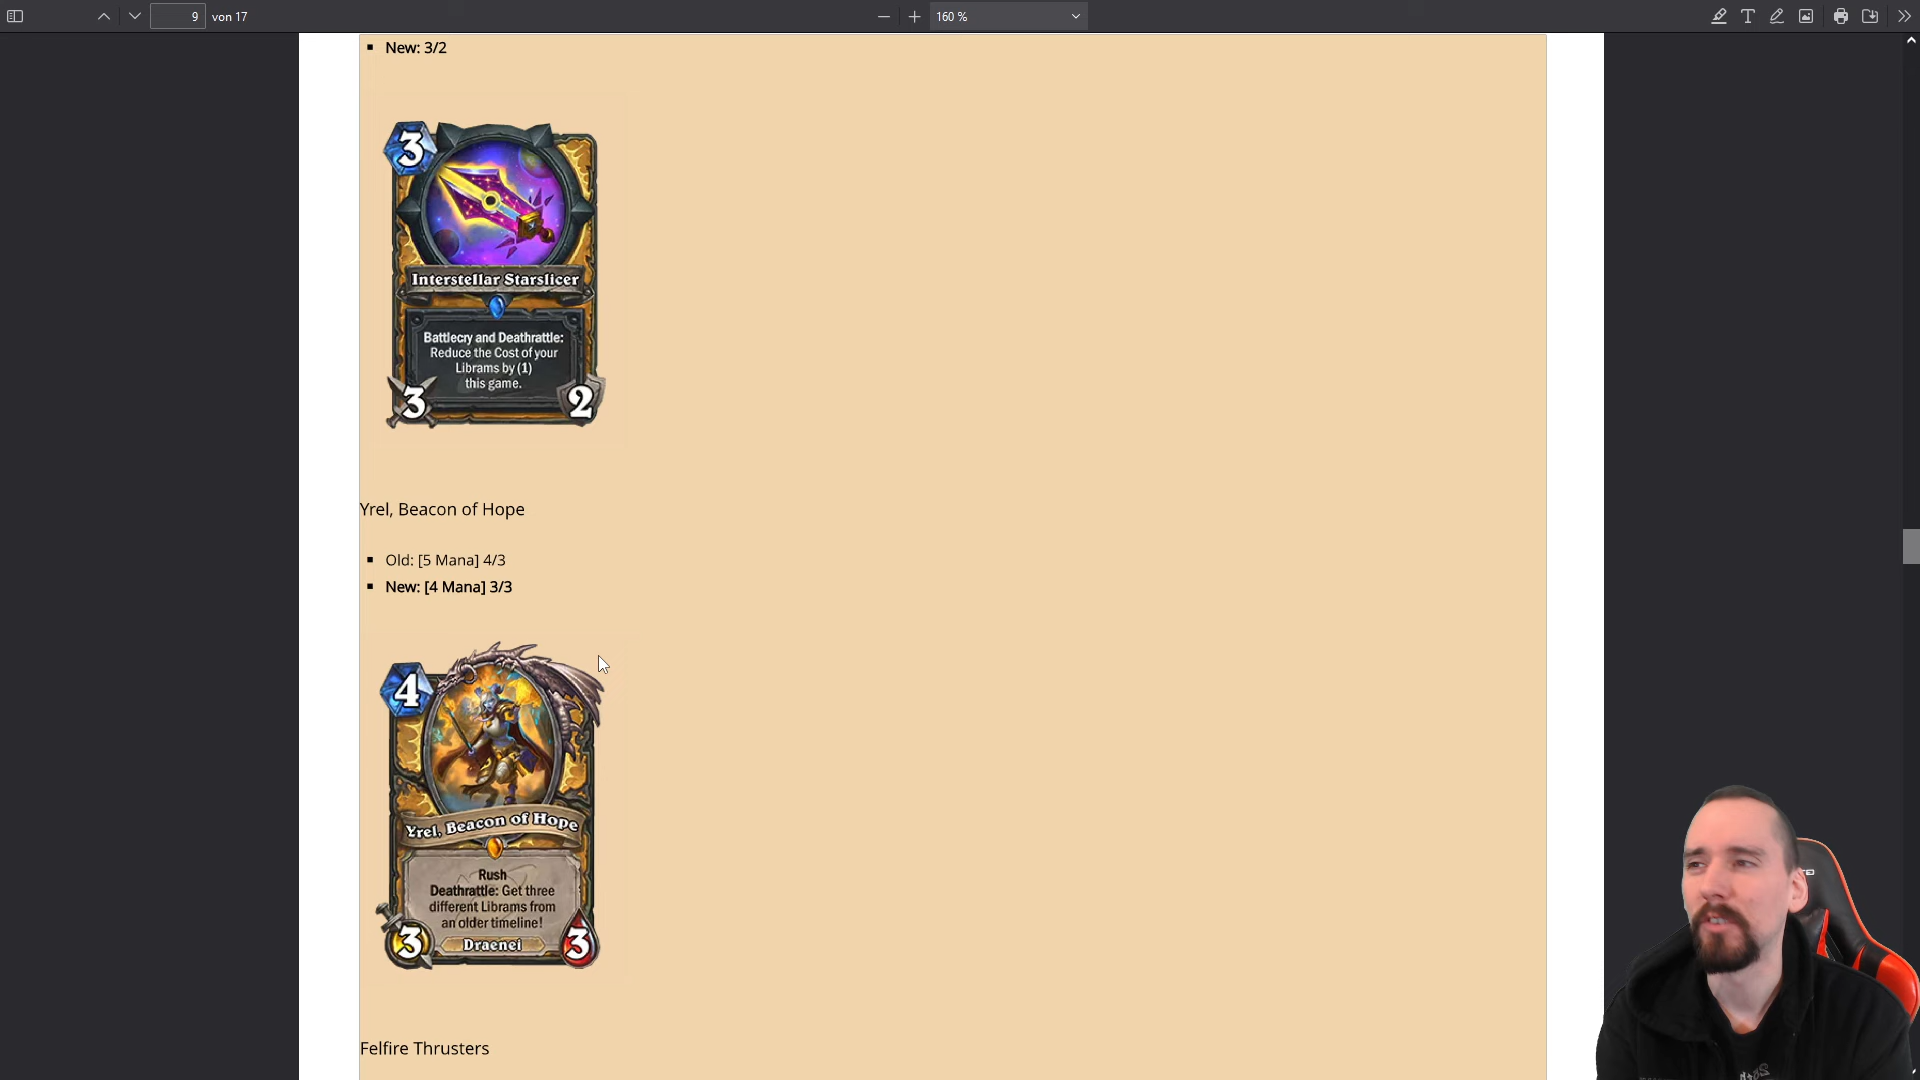 9 von 17
160 %
New: 3/2
3
Interstellar Starslicer
Battlecry and Deathrattle:
Reduce the Cost of your
Librams by (1)
this game.
3 2
Yrel, Beacon of Hope
Old: [5 Mana] 4/3
New: [4 Mana] 3/3
4
Yrel, Beacon of Hope
Rush
Deathrattle: Get three
different Librams from
an older timeline!
3 Draenei 3
Felfire Thrusters